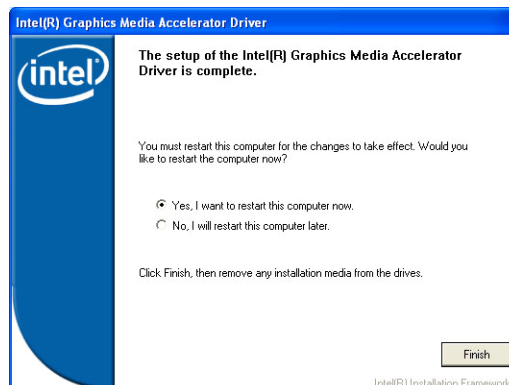 Intel(R) Graphics Media Accelerator Driver
intel
The setup of the Intel(R) Graphics Media Accelerator
Driver is complete.
You must restart this computer for the changes to take effect. Would you
like to restart the computer now?
Yes, I want to restart this computer now.
No, I will restart this computer later.
Click Finish, then remove any installation media from the drives.
Finish
Intel(R) Installation Framework